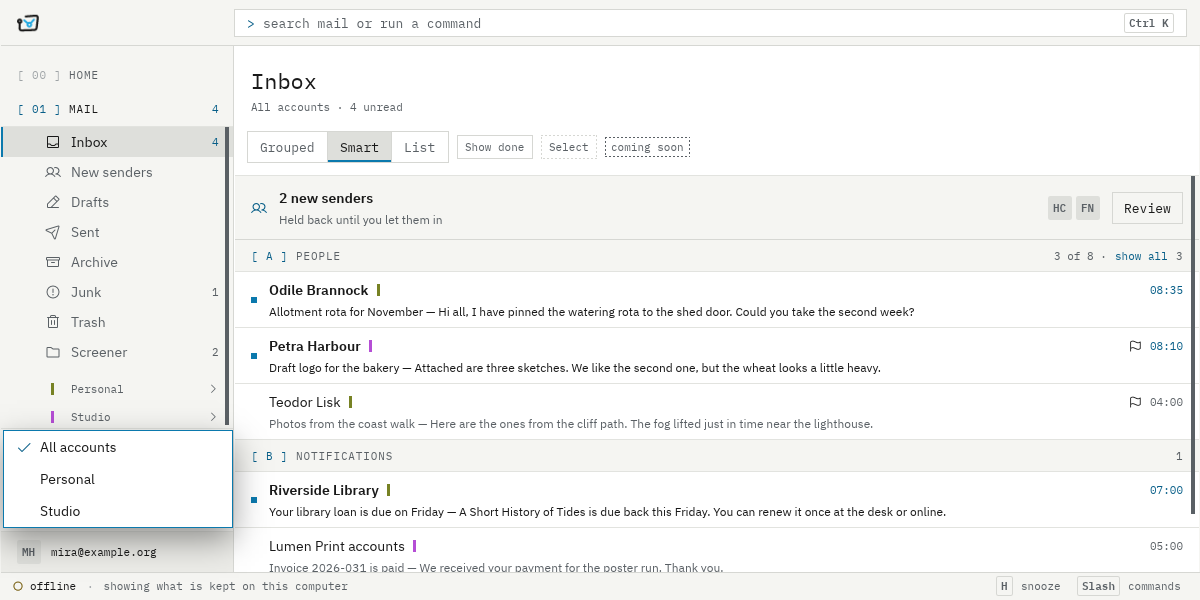 > search mail or run a command Ctrl K
[ 00 ] HOME
[ 01 ] MAIL 4
Inbox 4
New senders
Drafts
Sent
Archive
Junk 1
Trash
Screener 2
Personal
Studio
All accounts
Personal
Studio
MH mira@example.org
Inbox
All accounts · 4 unread
Grouped Smart List Show done Select coming soon
2 new senders
Held back until you let them in
HC FN Review
[ A ] PEOPLE 3 of 8 · show all 3
Odile Brannock 08:35
Allotment rota for November — Hi all, I have pinned the watering rota to the shed door. Could you take the second week?
Petra Harbour 08:10
Draft logo for the bakery — Attached are three sketches. We like the second one, but the wheat looks a little heavy.
Teodor Lisk 04:00
Photos from the coast walk — Here are the ones from the cliff path. The fog lifted just in time near the lighthouse.
[ B ] NOTIFICATIONS 1
Riverside Library 07:00
Your library loan is due on Friday — A Short History of Tides is due back this Friday. You can renew it once at the desk or online.
Lumen Print accounts 05:00
Invoice 2026-031 is paid — We received your payment for the poster run. Thank you.
offline · showing what is kept on this computer H snooze Slash commands